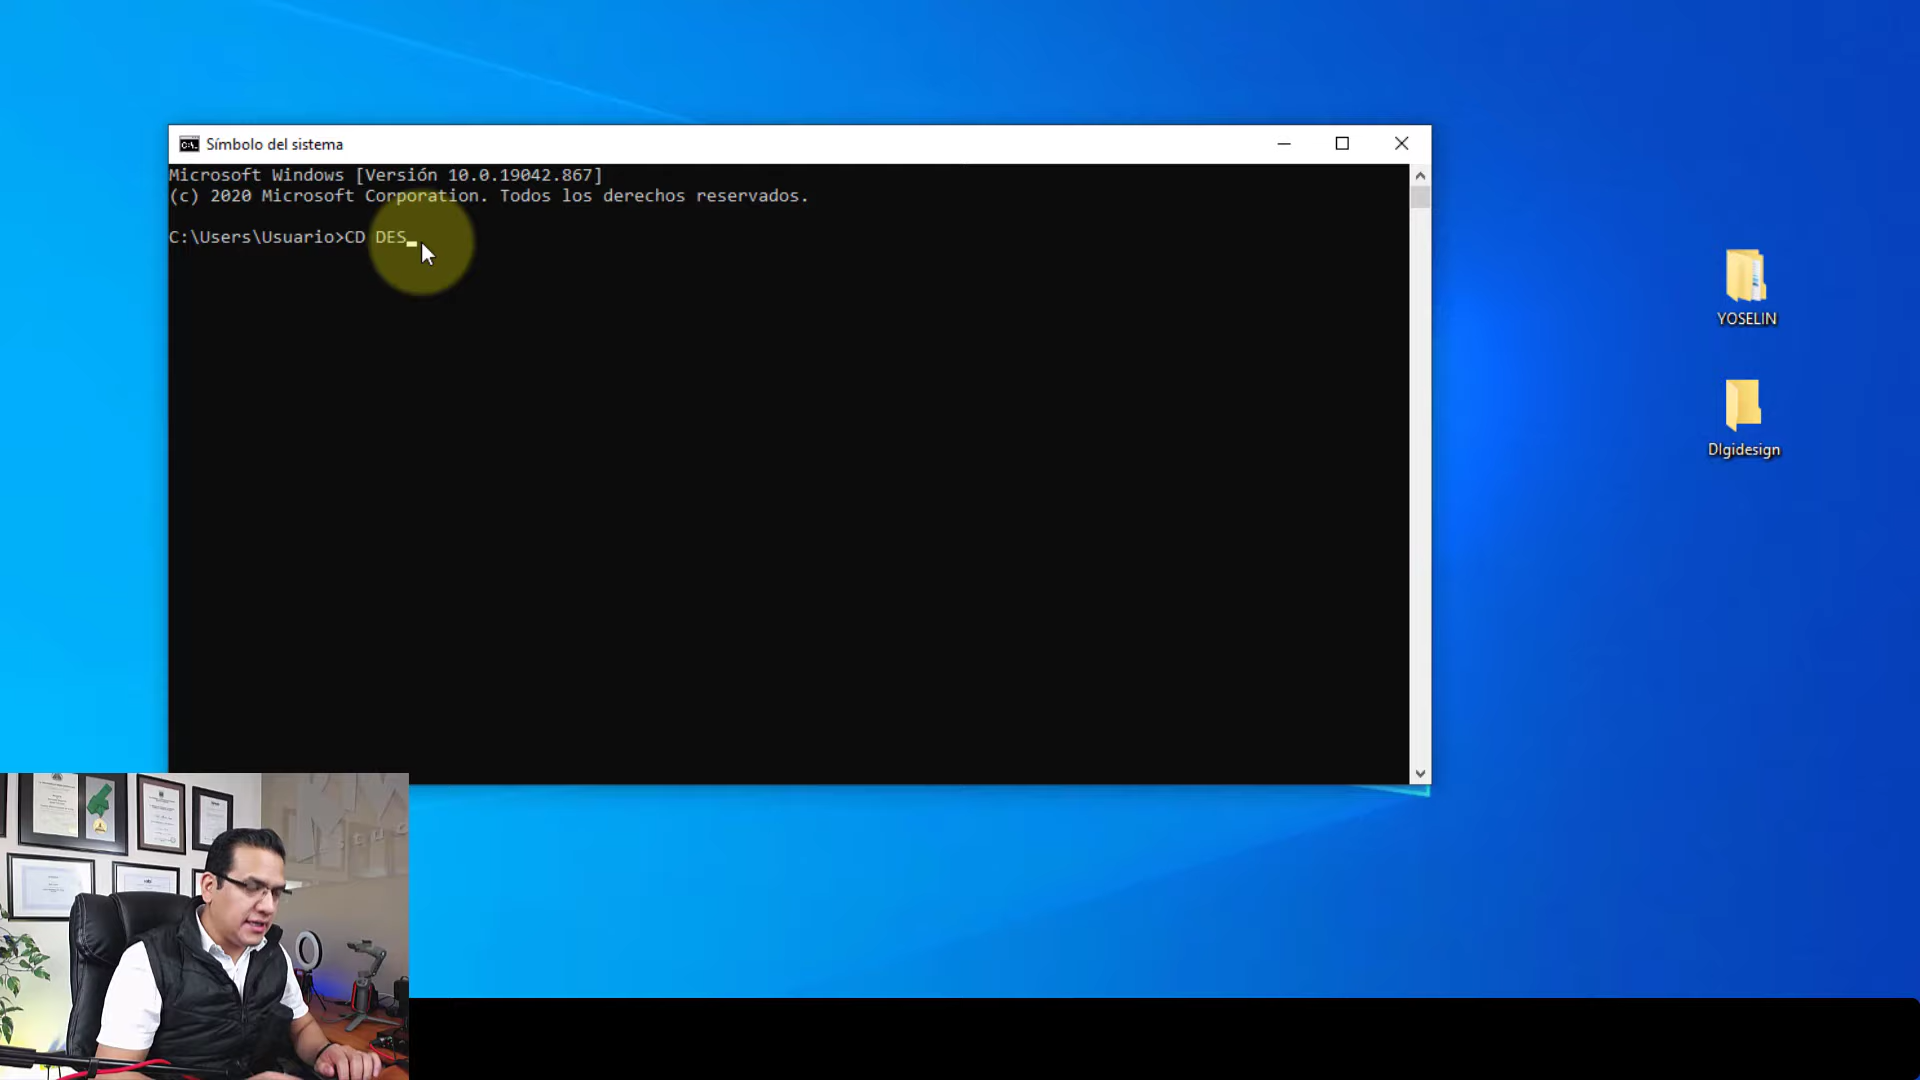 Símbolo del sistema
Microsoft Windows [Versión 10.0.19042.867]
(c) 2020 Microsoft Corporation. Todos los derechos reservados.
C:\Users\Usuario>CD DES_
YOSELIN
DIgidesign